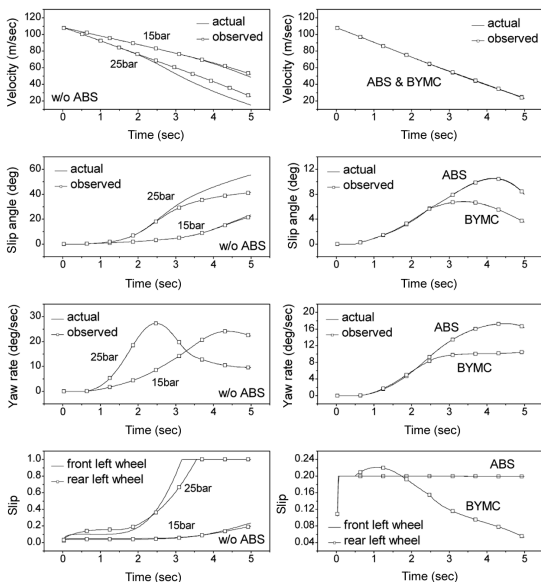 Velocity (m/sec)
120
100
80
60
40
20
15bar
25bar
actual
observed
w/o ABS
0 1 2 3 4 5
Time (sec)
Velocity (m/sec)
120
100
80
60
40
20
actual
observed
ABS & BYMC
0 1 2 3 4 5
Time (sec)
Slip angle (deg)
60
40
20
0
actual
observed
25bar
15bar
w/o ABS
0 1 2 3 4 5
Time (sec)
Slip angle (deg)
12
8
4
0
actual
observed
ABS
BYMC
0 1 2 3 4 5
Time (sec)
Yaw rate (deg/sec)
30
20
10
0
actual
observed
25bar
15bar
w/o ABS
0 1 2 3 4 5
Time (sec)
Yaw rate (deg/sec)
20
16
12
8
4
0
actual
observed
ABS
BYMC
0 1 2 3 4 5
Time (sec)
Slip
1.0
0.8
0.6
0.4
0.2
0.0
front left wheel
rear left wheel
25bar
15bar
w/o ABS
0 1 2 3 4 5
Time (sec)
Slip
0.24
0.20
0.16
0.12
0.08
0.04
ABS
BYMC
front left wheel
rear left wheel
0 1 2 3 4 5
Time (sec)